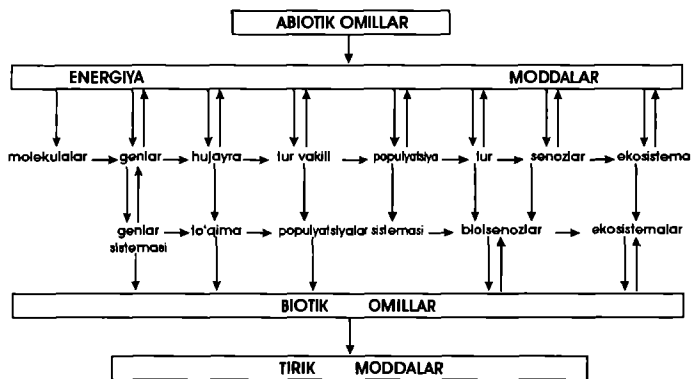 ABIOTIK OMILLAR
ENERGIYA MODDALAR
molekulalar genlar hujayra tur vakili populyatsiya tur senozlar ekosistema
genlar to'qima populyatsiyalar sistemasi bioisenozlar ekosistemalar
sistemasi
BIOTIK OMILLAR
TIRIK MODDALAR